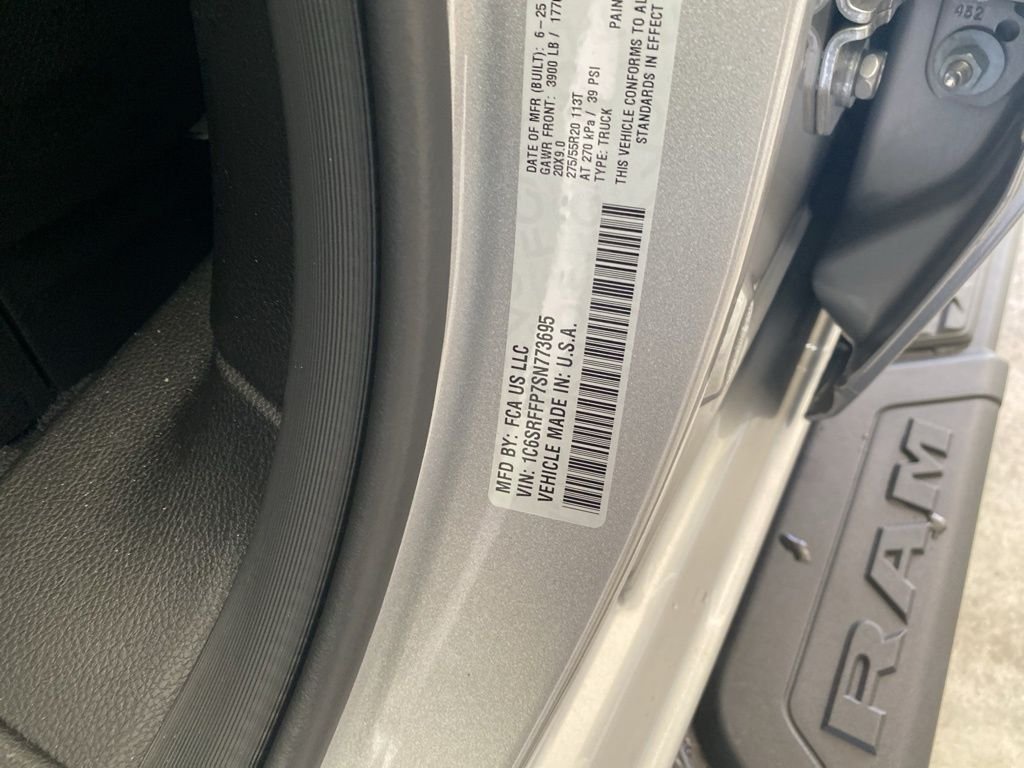 MFD BY: FCA US LLC
VIN: 1C6SRFFP7SN773695
VEHICLE MADE IN: U.S.A.
DATE OF MFR (BUILT): 6-25
GAWR FRONT: 3900 LB /
20X9.0
275/55R20 113T
AT 270 kPa / 39 PSI
TYPE: TRUCK
THIS VEHICLE CONFORMS TO
STANDARDS IN EFFECT
RAM